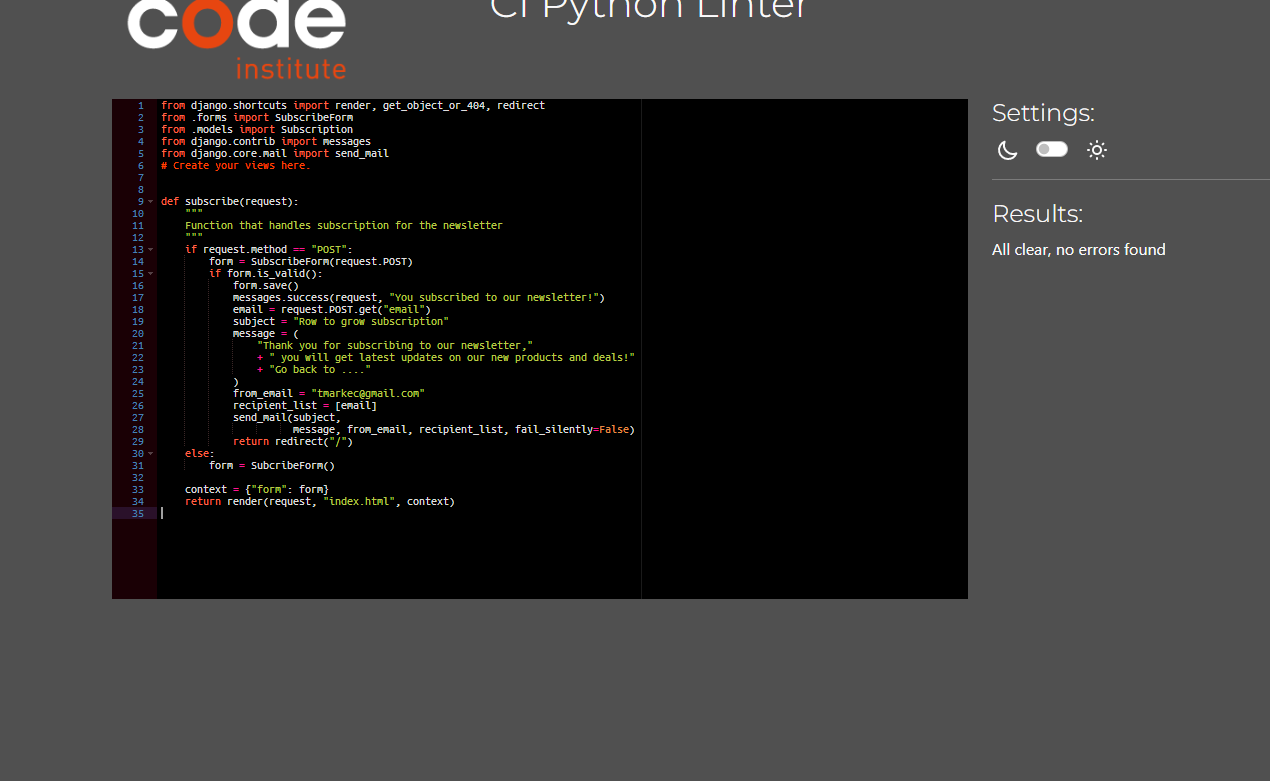 CI Python Linter
code
institute
1 from django.shortcuts import render, get_object_or_404, redirect
2 from .forms import SubscribeForm
3 from .models import Subscription
4 from django.contrib import messages
5 from django.core.mail import send_mail
6 # Create your views here.
7
8
9 def subscribe(request):
10     """
11     Function that handles subscription for the newsletter
12     """
13     if request.method == "POST":
14         form = SubscribeForm(request.POST)
15         if form.is_valid():
16             form.save()
17             messages.success(request, "You subscribed to our newsletter!")
18             email = request.POST.get("email")
19             subject = "Row to grow subscription"
20             message = (
21                 "Thank you for subscribing to our newsletter,"
22                 + " you will get latest updates on our new products and deals!"
23                 + "Go back to ...."
24             )
25             from_email = "tmarkec@gmail.com"
26             recipient_list = [email]
27             send_mail(subject,
28                       message, from_email, recipient_list, fail_silently=False)
29             return redirect("/")
30     else:
31         form = SubcribeForm()
32
33     context = {"form": form}
34     return render(request, "index.html", context)
35
Settings:
Results:
All clear, no errors found